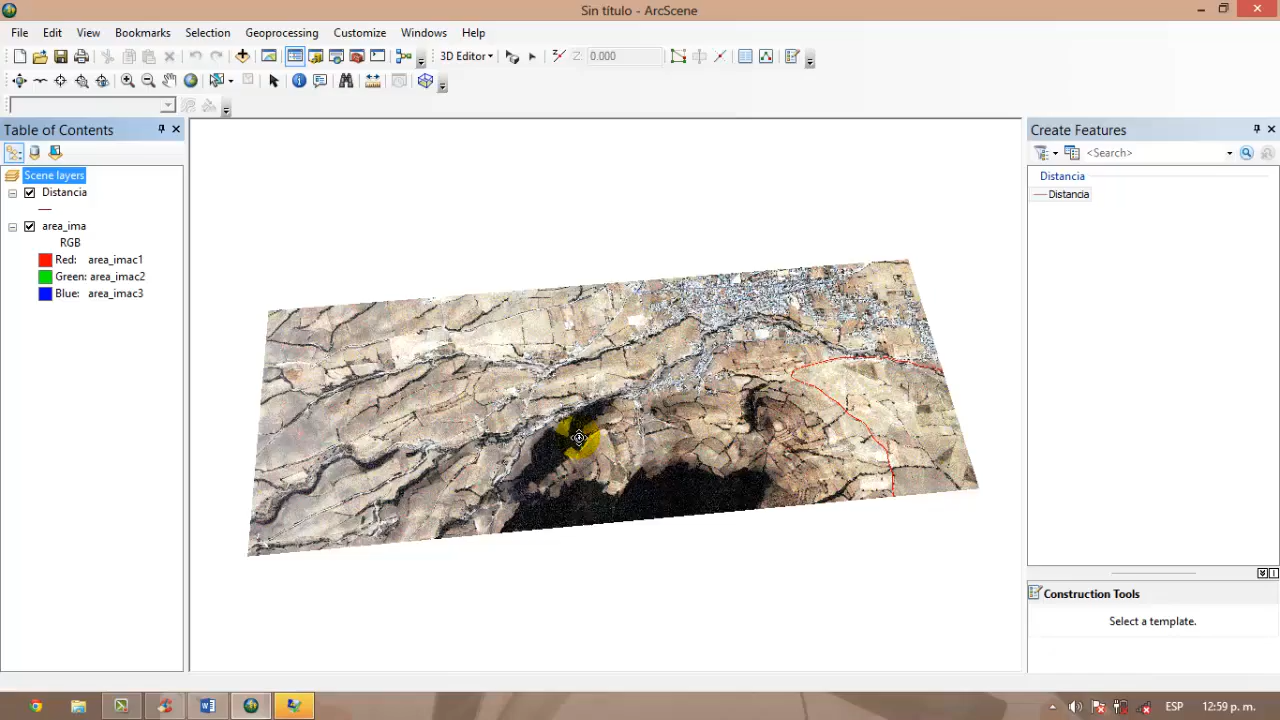 Sin título - ArcScene
File Edit View Bookmarks Selection Geoprocessing Customize Windows Help
3D Editor Z: 0.000
Table of Contents
Scene layers
Distancia
area_ima
RGB
Red: area_imac1
Green: area_imac2
Blue: area_imac3
Create Features
<Search>
Distancia
Distancia
Construction Tools
Select a template.
ESP 12:59 p. m.